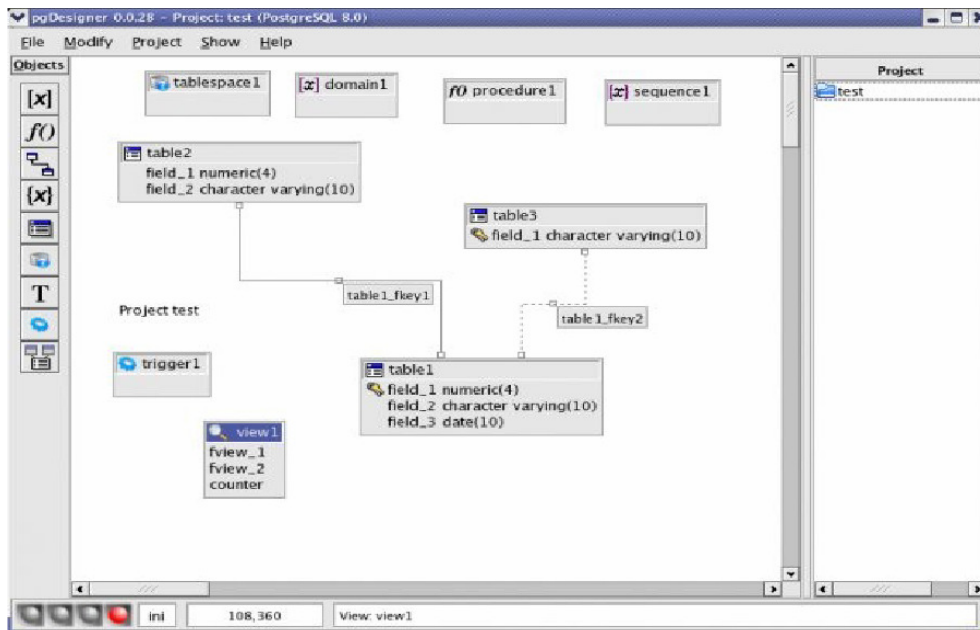 pgDesigner 0.0.28 - Project: test (PostgreSQL 8.0)
File Modify Project Show Help
Objects
[x]
f()
{x}
T
tablespace1
[x] domain1
f() procedure1
[x] sequence1
table2
field_1 numeric(4)
field_2 character varying(10)
table3
field_1 character varying(10)
table1_fkey1
table1_fkey2
Project test
trigger1
table1
field_1 numeric(4)
field_2 character varying(10)
field_3 date(10)
view1
fview_1
fview_2
counter
Project
test
ini
108,360
View: view1